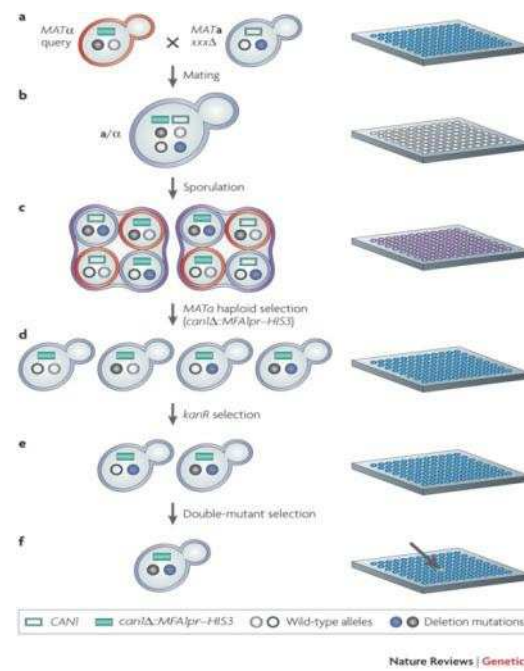 a
MATα
query
×
MATa
xxxΔ
Mating
b
a/α
Sporulation
c
MATa haploid selection
(can1Δ::MFA1pr–HIS3)
d
kanR selection
e
Double-mutant selection
f
CAN1
can1Δ::MFA1pr–HIS3
Wild-type alleles
Deletion mutations
Nature Reviews | Genetic